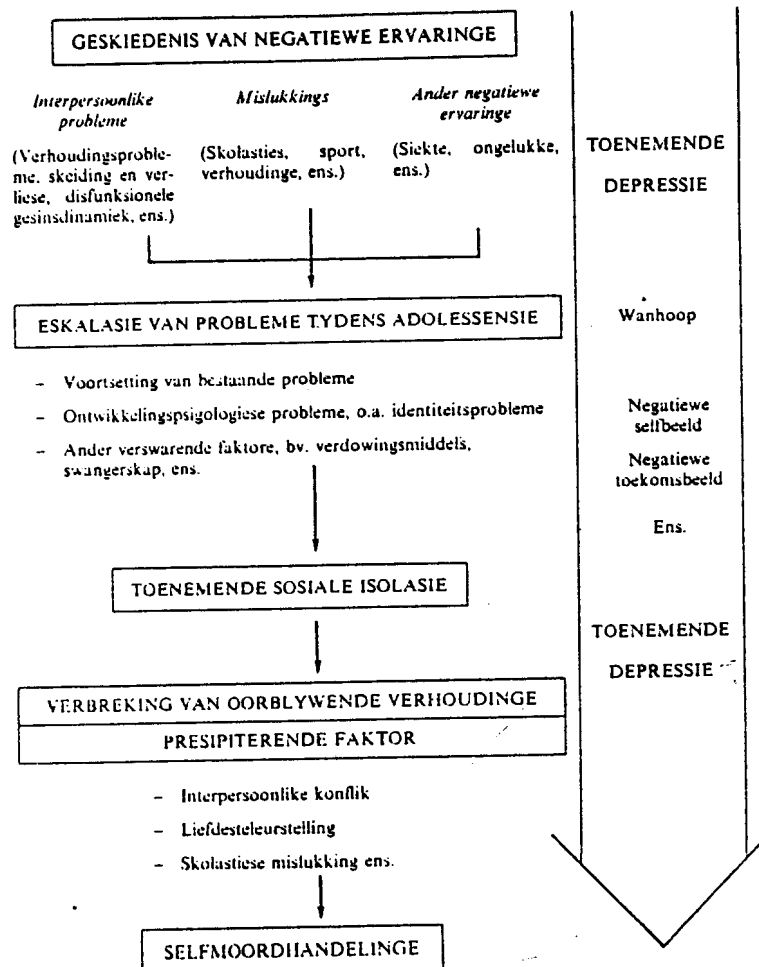 GESKIEDENIS VAN NEGATIEWE ERVARINGE
Interpersoonlike
probleme
(Verhoudingsproble-
me, skeiding en ver-
liese, disfunksionele
gesinsdinamiek, ens.)
Mislukkings
(Skolasties, sport,
verhoudinge, ens.)
Ander negatiewe
ervaringe
(Siekte, ongelukke,
ens.)
ESKALASIE VAN PROBLEME TYDENS ADOLESSENSIE
- Voortsetting van bestaande probleme
- Ontwikkelingspsigologiese probleme, o.a. identiteitsprobleme
- Ander verswarende faktore, bv. verdowingsmiddels,
swangerskap, ens.
TOENEMENDE SOSIALE ISOLASIE
VERBREKING VAN OORBLYWENDE VERHOUDINGE
PRESIPITERENDE FAKTOR
- Interpersoonlike konflik
- Liefdesteleurstelling
- Skolastiese mislukking ens.
SELFMOORDHANDELINGE
TOENEMENDE
DEPRESSIE
Wanhoop
Negatiewe
selfbeeld
Negatiewe
toekomsbeeld
Ens.
TOENEMENDE
DEPRESSIE